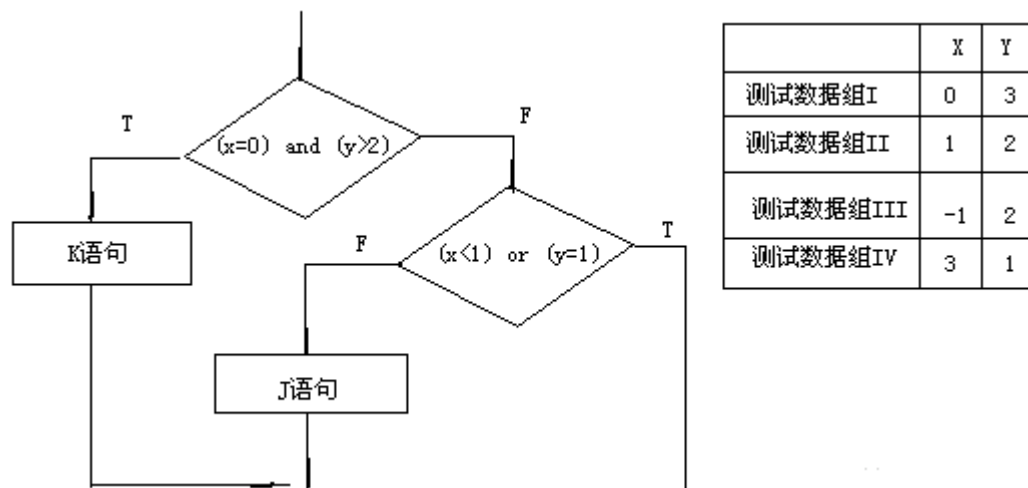 T
(x=0) and (y>2)
F
K语句
F
(x<1) or (y=1)
T
J语句
X Y
测试数据组I 0 3
测试数据组II 1 2
测试数据组III -1 2
测试数据组IV 3 1